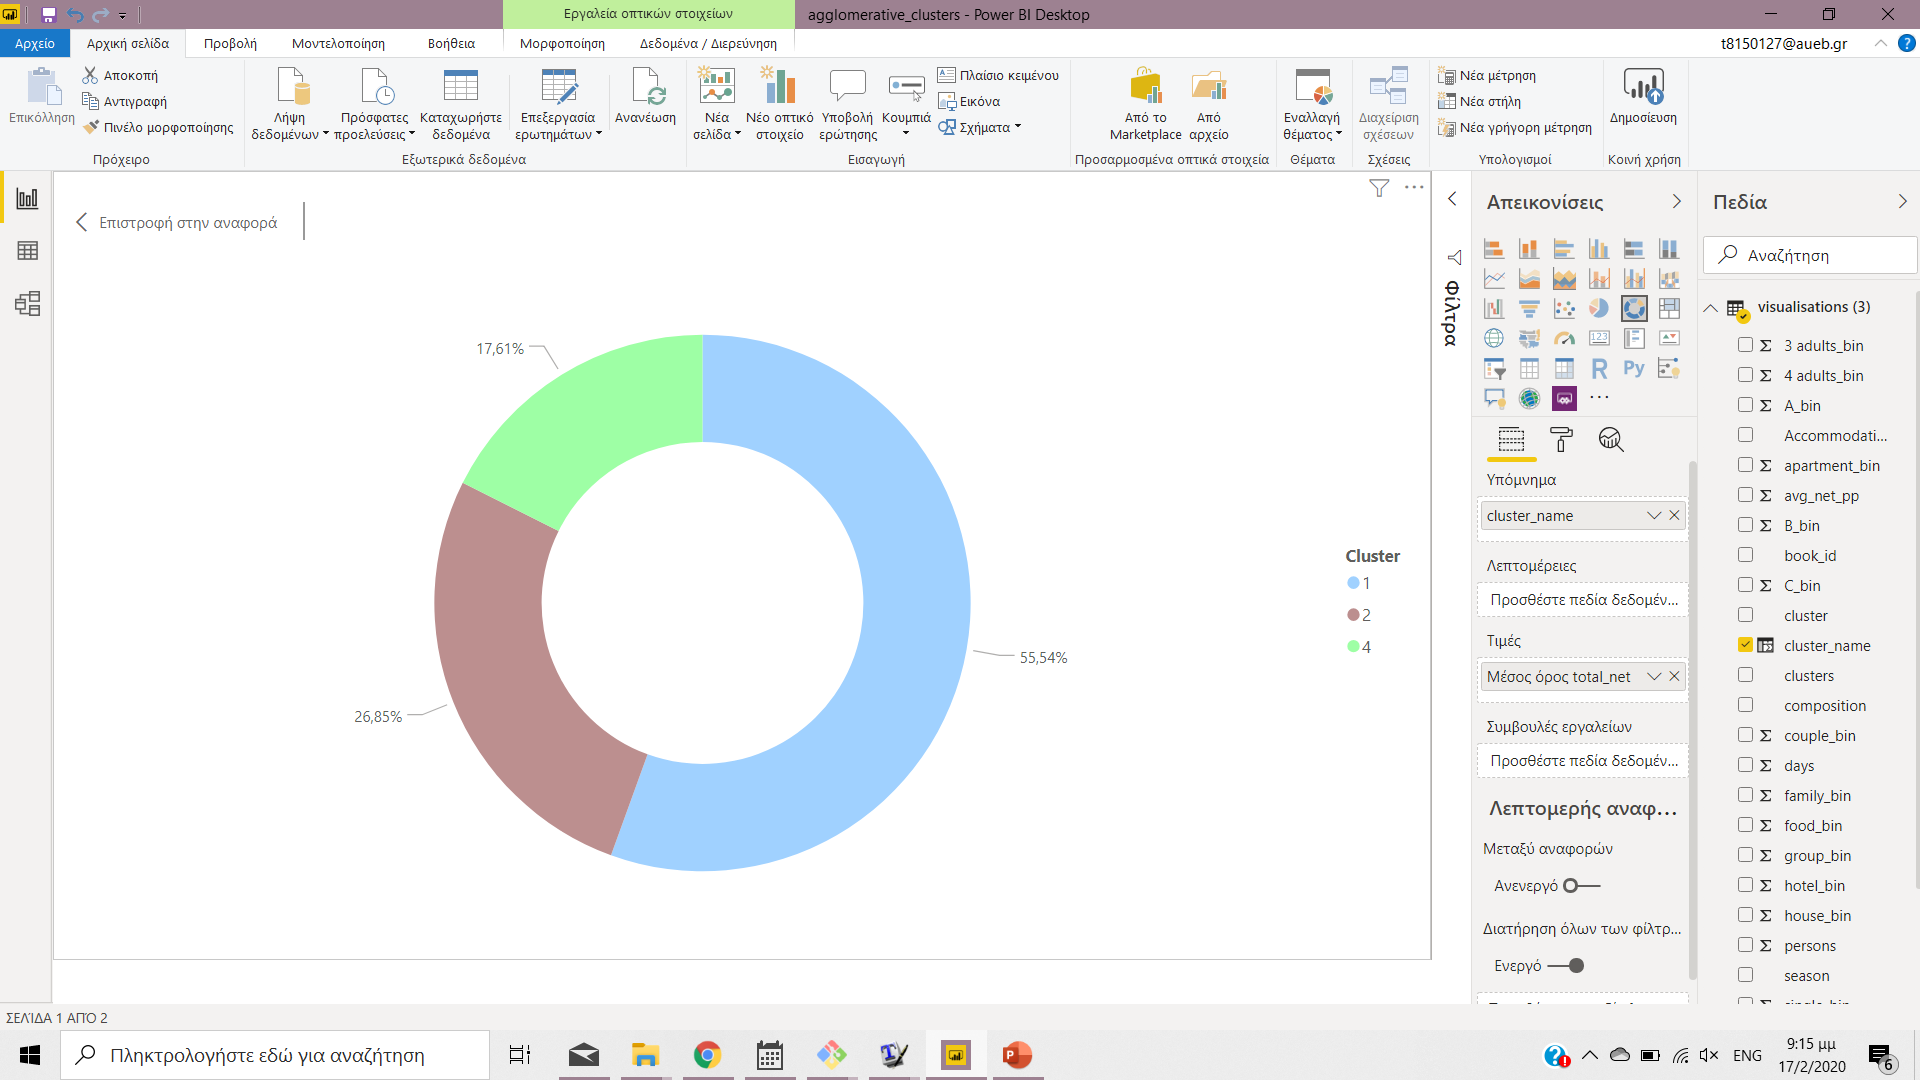 Εργαλεία οπτικών στοιχείων
agglomerative_clusters - Power BI Desktop
Αρχείο
Αρχική σελίδα
Προβολή
Μοντελοποίηση
Βοήθεια
Μορφοποίηση
Δεδομένα / Διερεύνηση
t8150127@aueb.gr
Επικόλληση
Αποκοπή
Αντιγραφή
Πινέλο μορφοποίησης
Πρόχειρο
Λήψη δεδομένων
Πρόσφατες προελεύσεις
Καταχωρήστε δεδομένα
Επεξεργασία ερωτημάτων
Ανανέωση
Εξωτερικά δεδομένα
Νέα σελίδα
Νέο οπτικό στοιχείο
Υποβολή ερώτησης
Κουμπιά
Πλαίσιο κειμένου
Εικόνα
Σχήματα
Εισαγωγή
Από το Marketplace
Από αρχείο
Προσαρμοσμένα οπτικά στοιχεία
Εναλλαγή θέματος
Θέματα
Διαχείριση σχέσεων
Σχέσεις
Νέα μέτρηση
Νέα στήλη
Νέα γρήγορη μέτρηση
Υπολογισμοί
Δημοσίευση
Κοινή χρήση
Επιστροφή στην αναφορά
17,61%
55,54%
26,85%
Cluster
1
2
4
Φίλτρα
Απεικονίσεις
123
R
Py
Υπόμνημα
cluster_name
Λεπτομέρειες
Προσθέστε πεδία δεδομέν...
Τιμές
Μέσος όρος total_net
Συμβουλές εργαλείων
Προσθέστε πεδία δεδομέν...
Λεπτομερής αναφ...
Μεταξύ αναφορών
Ανενεργό
Διατήρηση όλων των φίλτρ...
Ενεργό
Πεδία
Αναζήτηση
visualisations (3)
3 adults_bin
4 adults_bin
A_bin
Accommodati...
apartment_bin
avg_net_pp
B_bin
book_id
C_bin
cluster
cluster_name
clusters
composition
couple_bin
days
family_bin
food_bin
group_bin
hotel_bin
house_bin
persons
season
ΣΕΛΊΔΑ 1 ΑΠΌ 2
Πληκτρολογήστε εδώ για αναζήτηση
ENG
9:15 μμ
17/2/2020
6